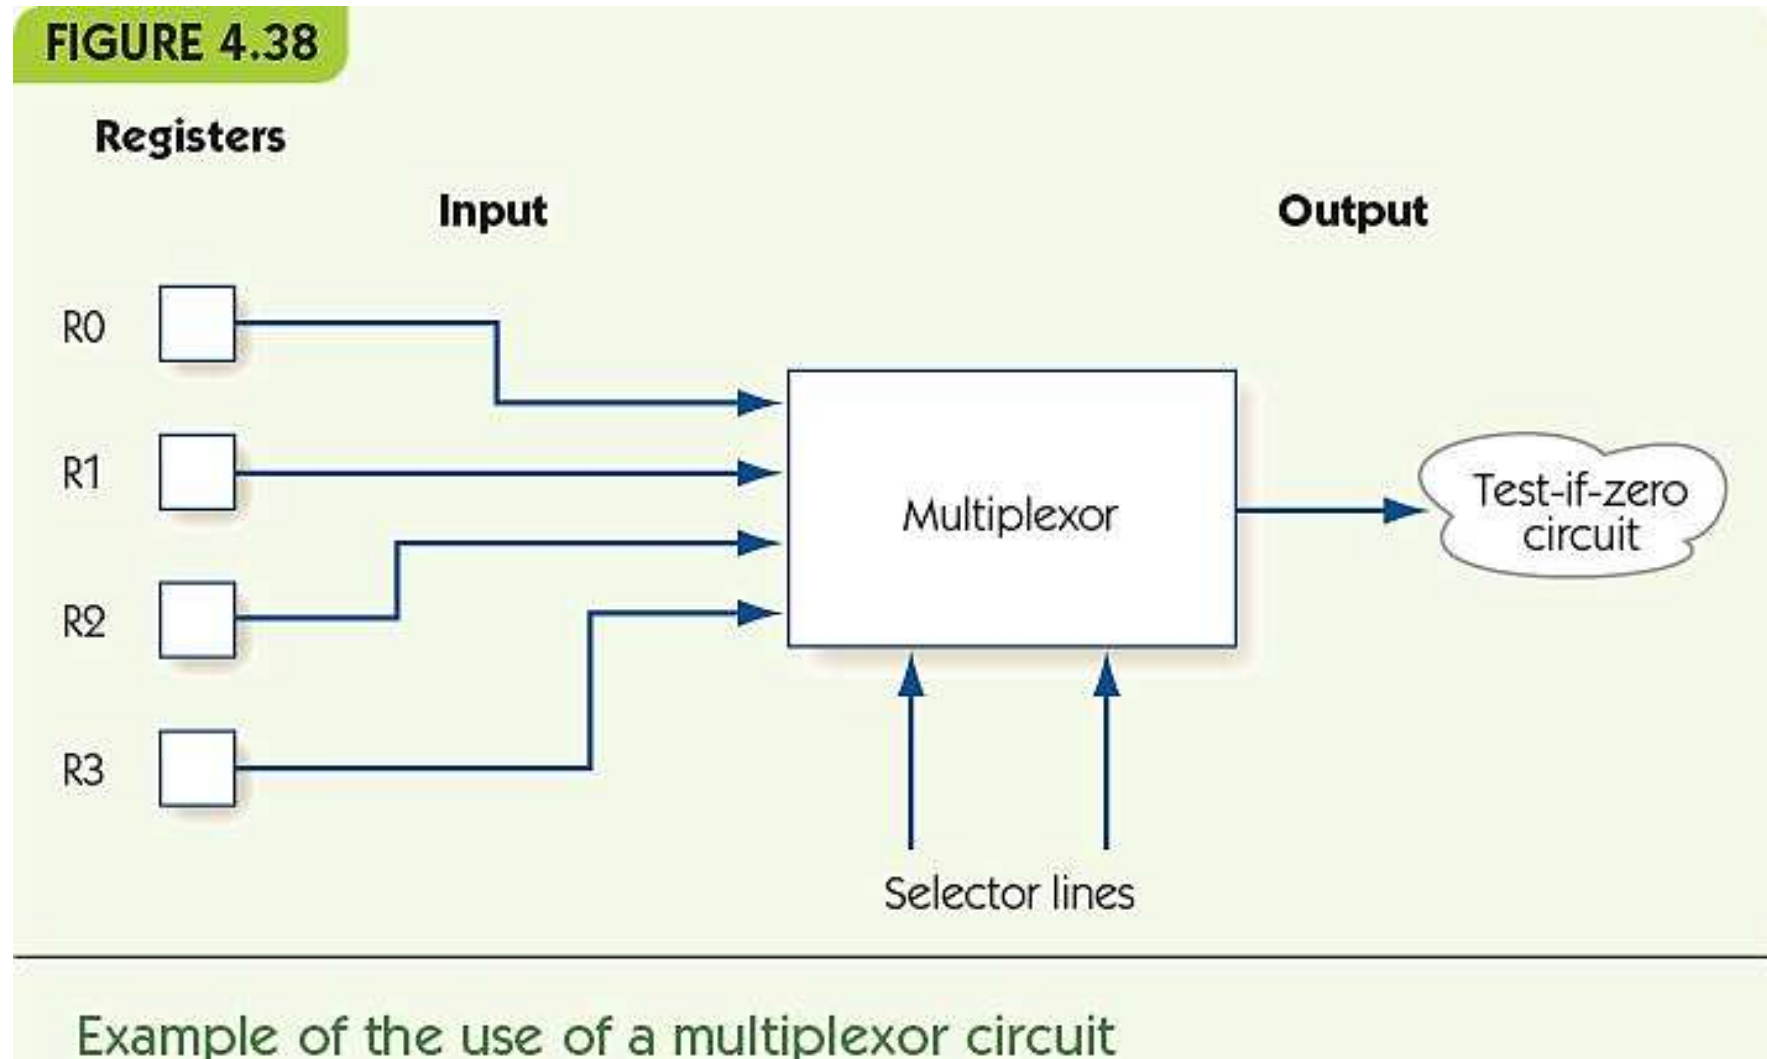 FIGURE 4.38
Registers
Input
Output
R0
R1
R2
R3
Multiplexor
Test-if-zero
circuit
Selector lines
Example of the use of a multiplexor circuit